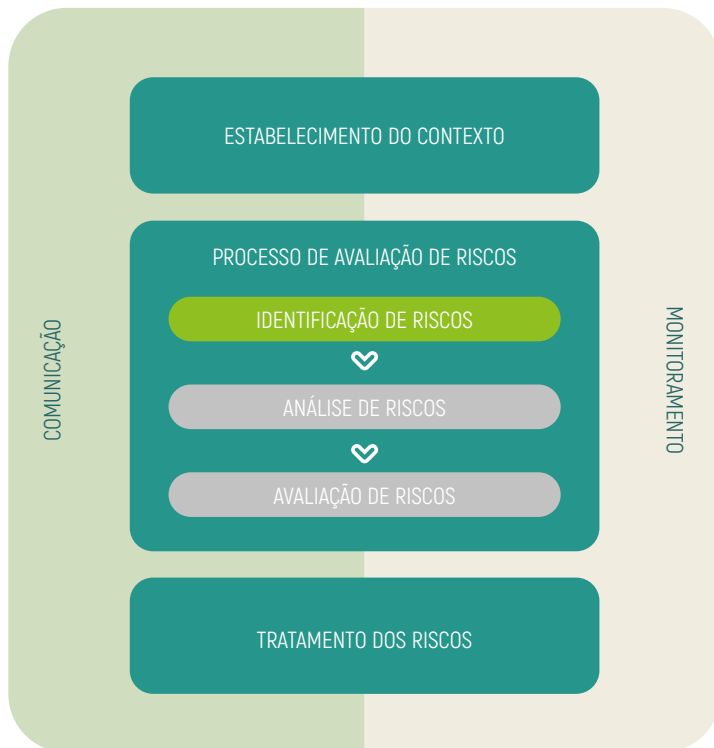 ESTABELECIMENTO DO CONTEXTO
PROCESSO DE AVALIAÇÃO DE RISCOS
IDENTIFICAÇÃO DE RISCOS
ANÁLISE DE RISCOS
AVALIAÇÃO DE RISCOS
TRATAMENTO DOS RISCOS
COMUNICAÇÃO
MONITORAMENTO